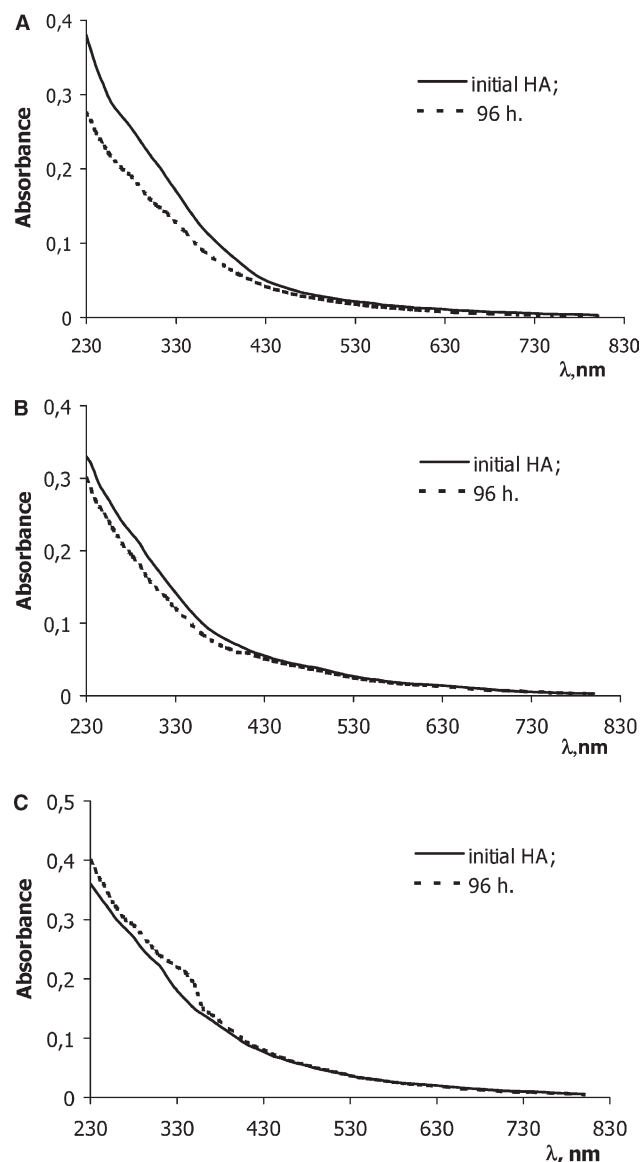 A
0,4
0,3
0,2
0,1
0
Absorbance
initial HA;
96 h.
230 330 430 530 630 730 830
λ,nm
B
0,4
0,3
0,2
0,1
0
Absorbance
initial HA;
96 h.
230 330 430 530 630 730 830
λ,nm
C
0,5
0,4
0,3
0,2
0,1
0
Absorbance
initial HA;
96 h.
230 330 430 530 630 730 830
λ, nm